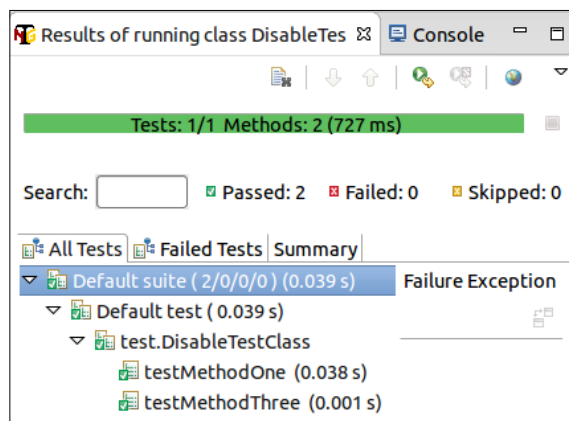 Results of running class DisableTes Console
Tests: 1/1 Methods: 2 (727 ms)
Search: Passed: 2 Failed: 0 Skipped: 0
All Tests Failed Tests Summary
Default suite ( 2/0/0/0 ) (0.039 s) Failure Exception
Default test ( 0.039 s)
test.DisableTestClass
testMethodOne (0.038 s)
testMethodThree (0.001 s)